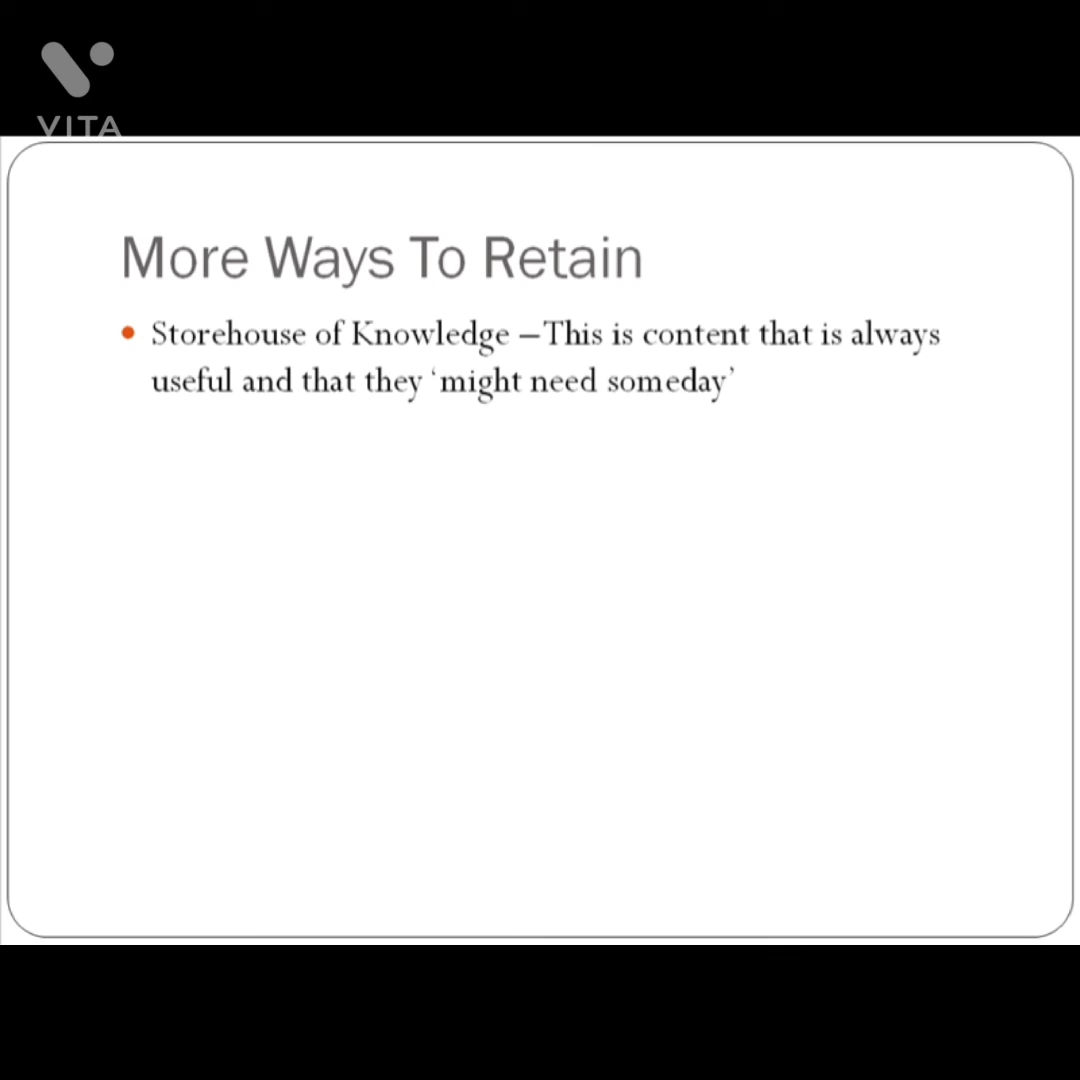 VITA
More Ways To Retain
• Storehouse of Knowledge –This is content that is always
useful and that they ‘might need someday’